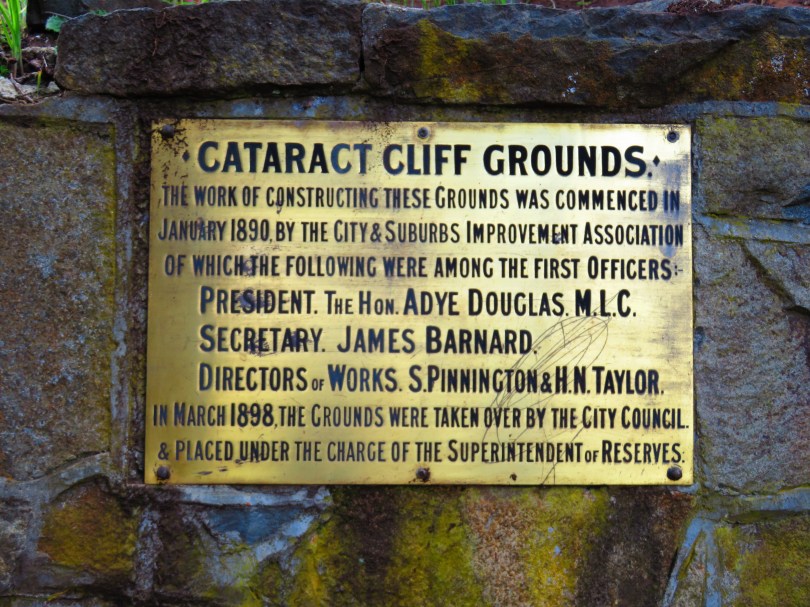 · CATARACT CLIFF GROUNDS. ·
THE WORK OF CONSTRUCTING THESE GROUNDS WAS COMMENCED IN
JANUARY 1890, BY THE CITY & SUBURBS IMPROVEMENT ASSOCIATION
OF WHICH THE FOLLOWING WERE AMONG THE FIRST OFFICERS:-
PRESIDENT. THE HON. ADYE DOUGLAS. M.L.C.
SECRETARY. JAMES BARNARD.
DIRECTORS OF WORKS. S. PINNINGTON & H.N. TAYLOR.
IN MARCH 1898, THE GROUNDS WERE TAKEN OVER BY THE CITY COUNCIL.
& PLACED UNDER THE CHARGE OF THE SUPERINTENDENT OF RESERVES.